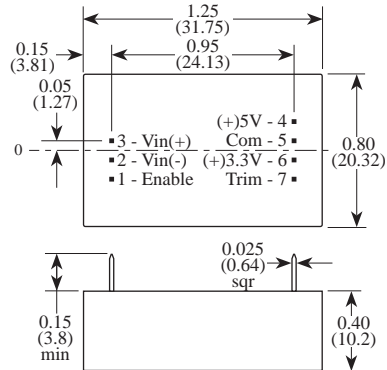 1.25
(31.75)
0.15
(3.81)
0.95
(24.13)
0.05
(1.27)
0
(+)5V - 4
3 - Vin(+)
Com - 5
2 - Vin(-)
(+)3.3V - 6
1 - Enable
Trim - 7
0.80
(20.32)
0.025
(0.64)
sqr
0.15
(3.8)
min
0.40
(10.2)